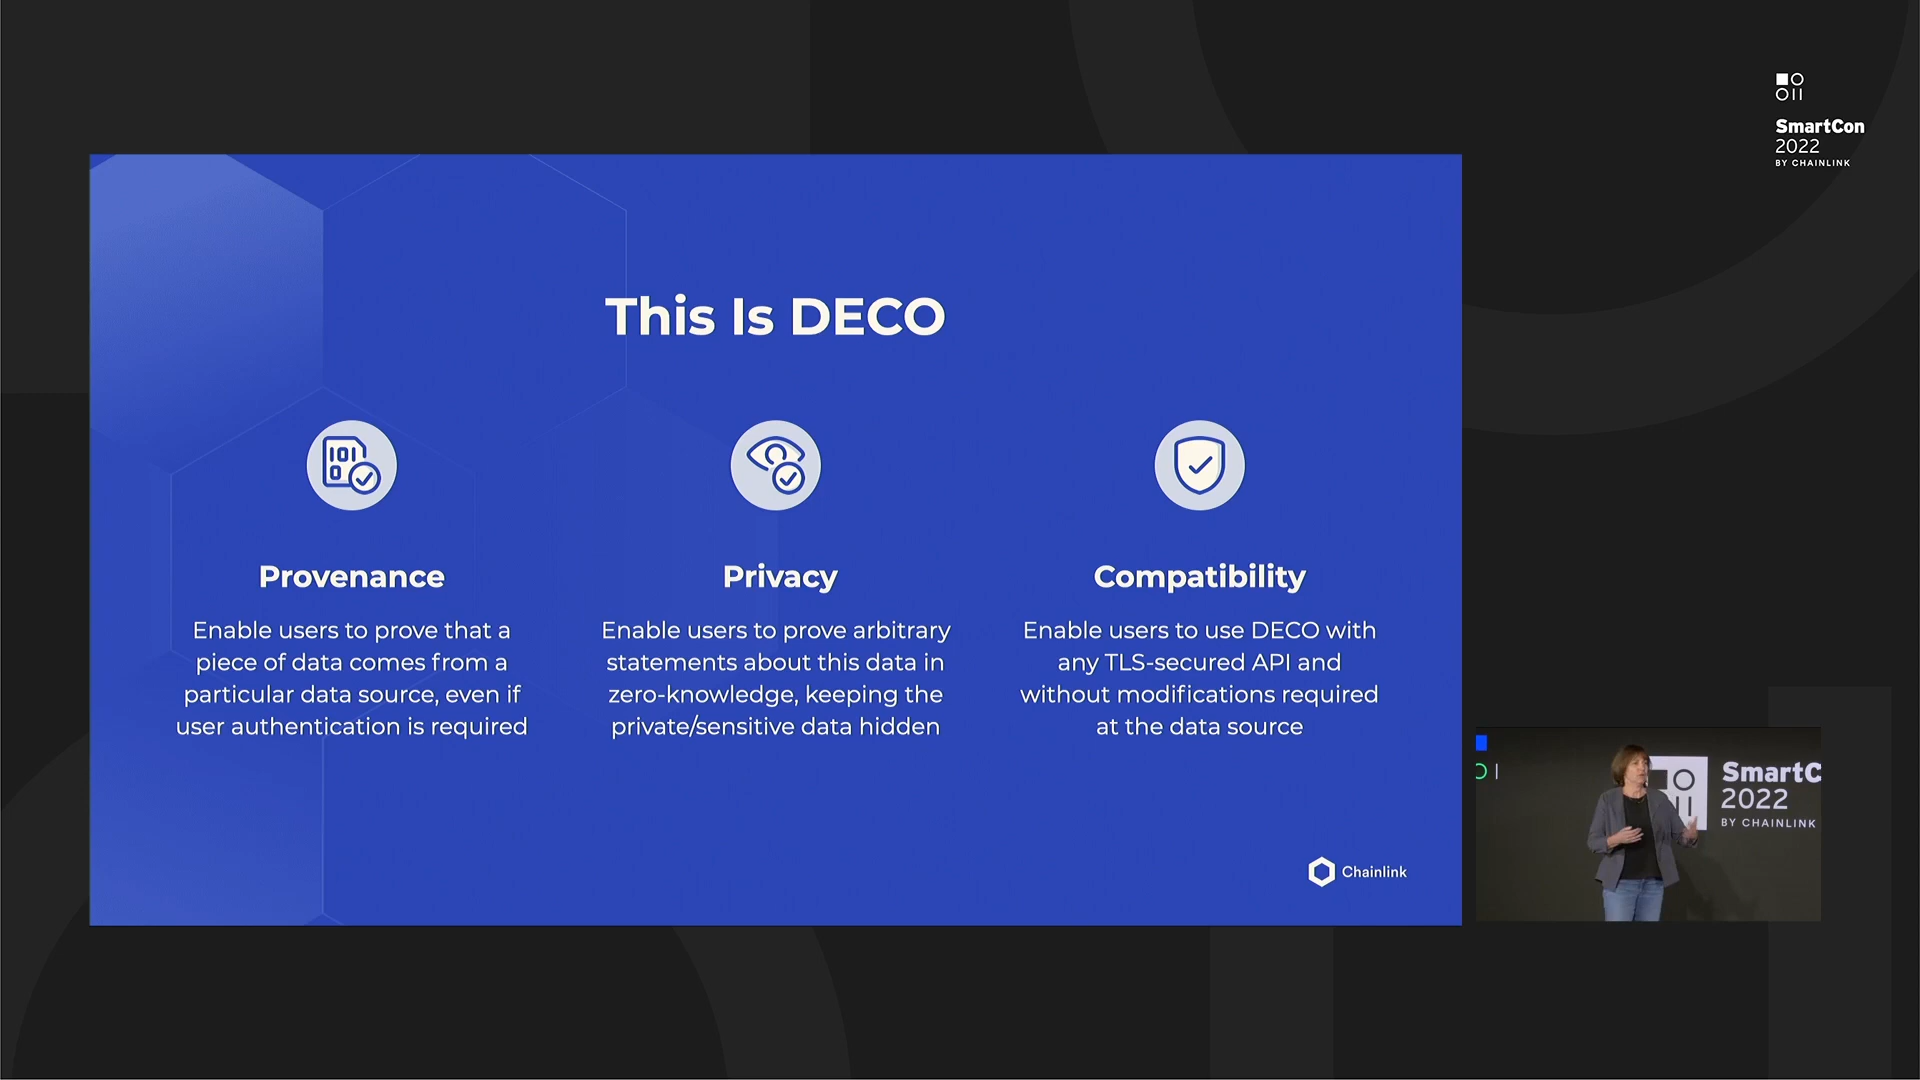 SmartCon
2022
BY CHAINLINK
This Is DECO
Provenance
Enable users to prove that a
piece of data comes from a
particular data source, even if
user authentication is required
Privacy
Enable users to prove arbitrary
statements about this data in
zero-knowledge, keeping the
private/sensitive data hidden
Compatibility
Enable users to use DECO with
any TLS-secured API and
without modifications required
at the data source
Chainlink
SmartC
2022
BY CHAINLINK